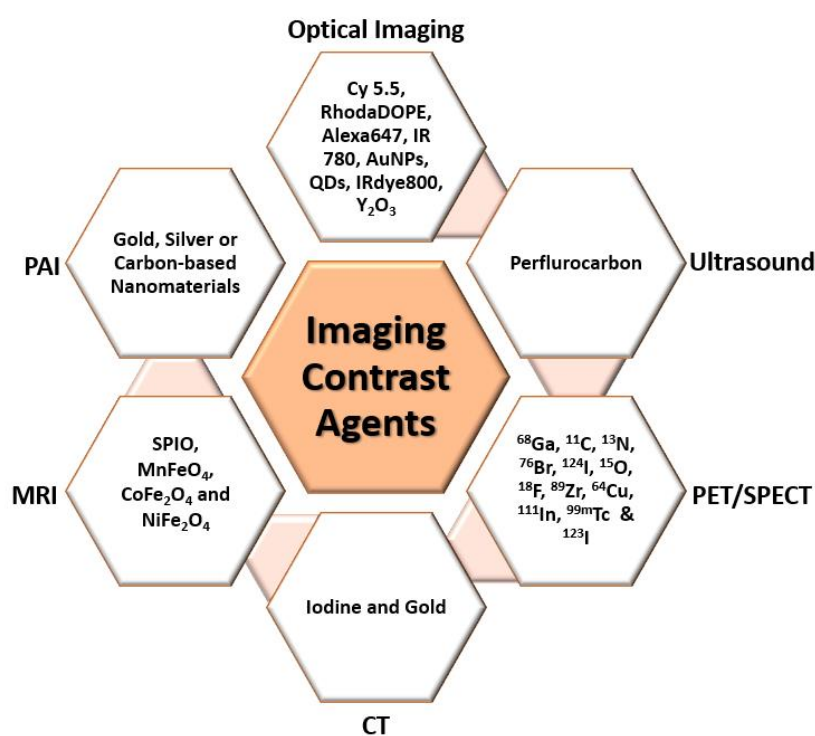 Optical Imaging
Cy 5.5,
RhodaDOPE,
Alexa647, IR
780, AuNPs,
QDs, IRdye800,
Y₂O₃
PAI
Gold, Silver or
Carbon-based
Nanomaterials
Perflurocarbon
Ultrasound
Imaging
Contrast
Agents
MRI
SPIO,
MnFeO₄,
CoFe₂O₄ and
NiFe₂O₄
⁶⁸Ga, ¹¹C, ¹³N,
⁷⁶Br, ¹²⁴I, ¹⁵O,
¹⁸F, ⁸⁹Zr, ⁶⁴Cu,
¹¹¹In, ⁹⁹ᵐTc &
¹²³I
PET/SPECT
Iodine and Gold
CT